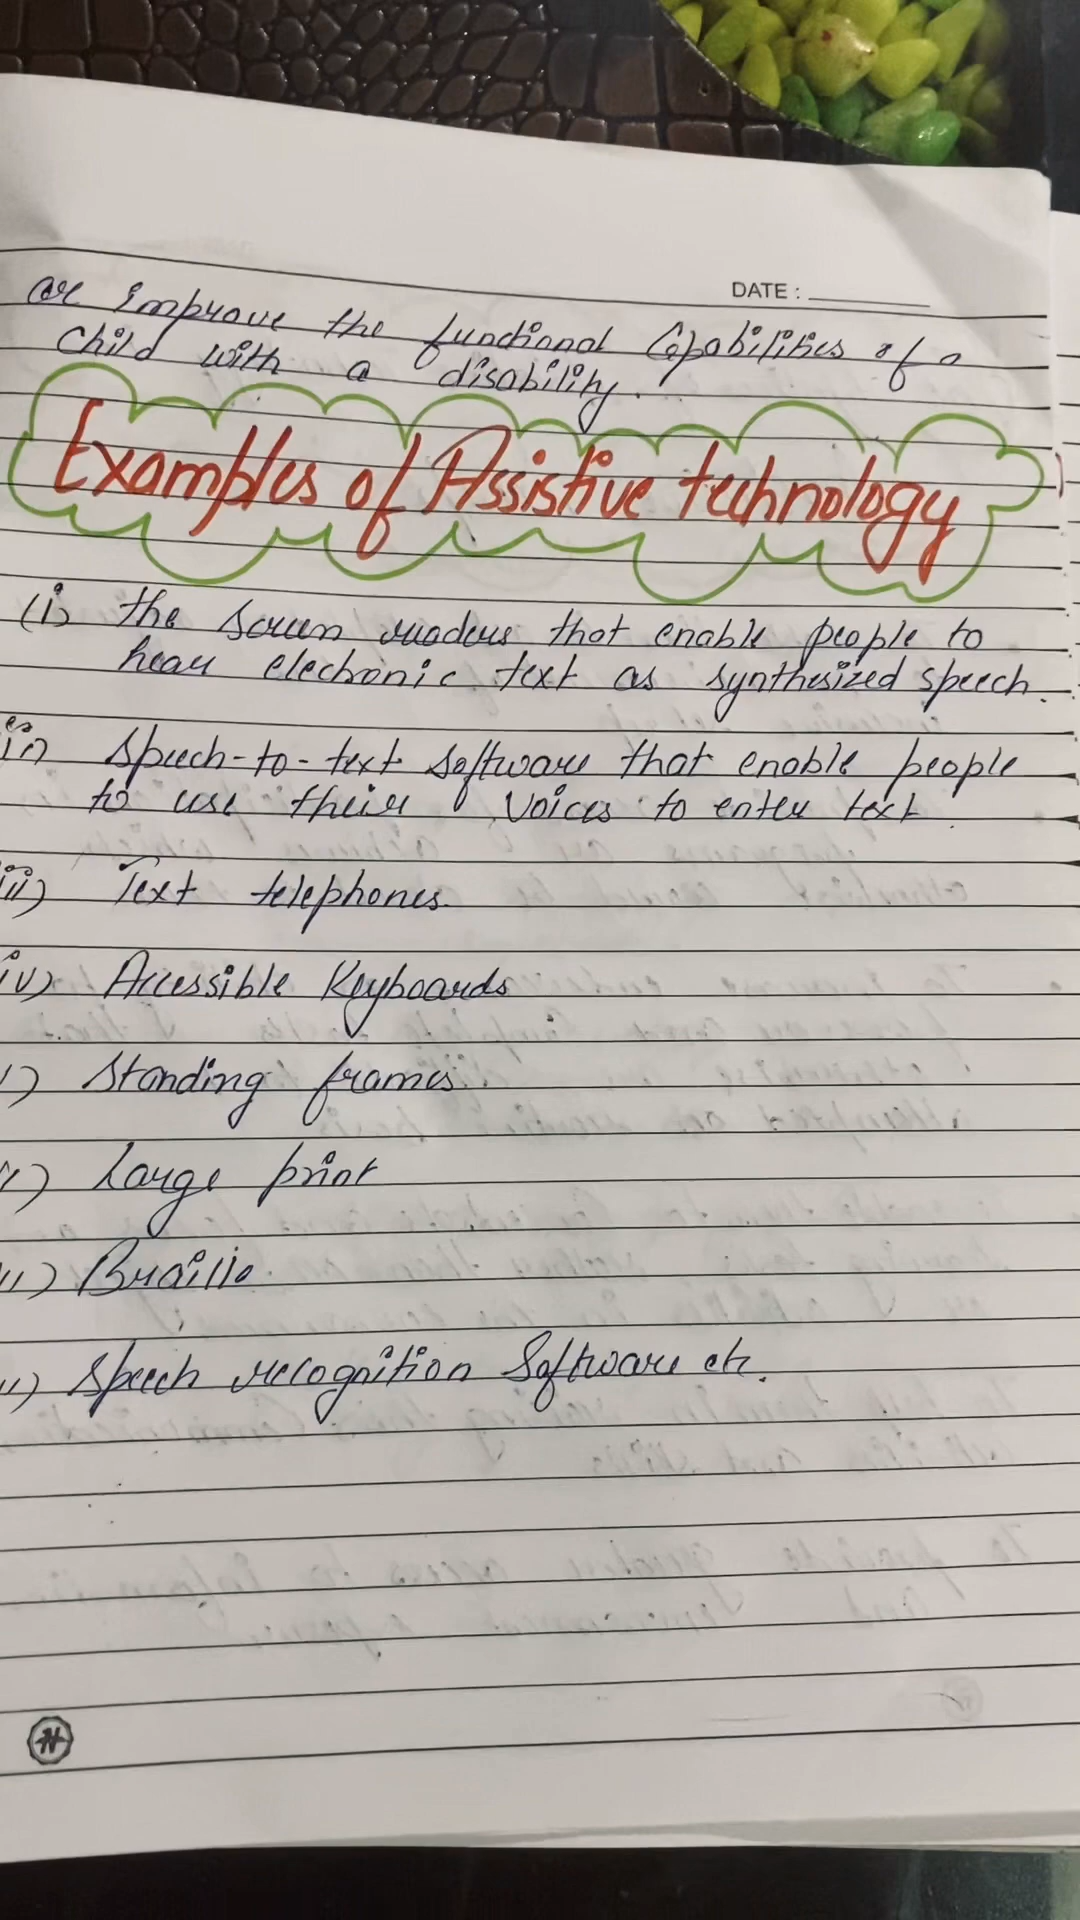 DATE :
or improve the functional Capabilities of a
child with a disability.
Examples of Assistive technology
(i) the screen readers that enable people to
hear electronic text as synthesized speech.
ii) Speech-to-text software that enable people
to use their voices to enter text.
iii) Text telephones.
iv) Accessible Keyboards
) Standing frames.
) Large print
) Braille
) Speech recognition Software etc.